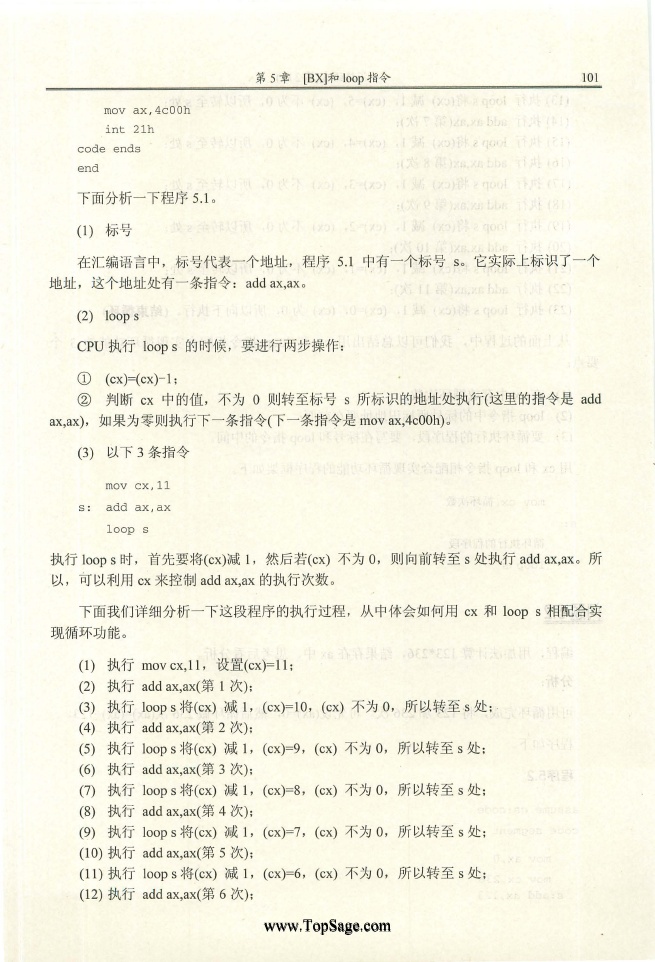 第 5 章 [BX]和 loop 指令 101
mov ax,4c00h
int 21h
code ends
end
下面分析一下程序 5.1。
(1) 标号
在汇编语言中，标号代表一个地址，程序 5.1 中有一个标号 s。它实际上标识了一个
地址，这个地址处有一条指令：add ax,ax。
(2) loop s
CPU 执行 loop s 的时候，要进行两步操作：
① (cx)=(cx)-1；
② 判断 cx 中的值，不为 0 则转至标号 s 所标识的地址处执行(这里的指令是 add
ax,ax)，如果为零则执行下一条指令(下一条指令是 mov ax,4c00h)。
(3) 以下 3 条指令
mov cx,11
s: add ax,ax
loop s
执行 loop s 时，首先要将(cx)减 1，然后若(cx) 不为 0，则向前转至 s 处执行 add ax,ax。所
以，可以利用 cx 来控制 add ax,ax 的执行次数。
下面我们详细分析一下这段程序的执行过程，从中体会如何用 cx 和 loop s 相配合实
现循环功能。
(1) 执行 mov cx,11，设置(cx)=11；
(2) 执行 add ax,ax(第 1 次)；
(3) 执行 loop s 将(cx) 减 1，(cx)=10，(cx) 不为 0，所以转至 s 处；
(4) 执行 add ax,ax(第 2 次)；
(5) 执行 loop s 将(cx) 减 1，(cx)=9，(cx) 不为 0，所以转至 s 处；
(6) 执行 add ax,ax(第 3 次)；
(7) 执行 loop s 将(cx) 减 1，(cx)=8，(cx) 不为 0，所以转至 s 处；
(8) 执行 add ax,ax(第 4 次)；
(9) 执行 loop s 将(cx) 减 1，(cx)=7，(cx) 不为 0，所以转至 s 处；
(10) 执行 add ax,ax(第 5 次)；
(11) 执行 loop s 将(cx) 减 1，(cx)=6，(cx) 不为 0，所以转至 s 处；
(12) 执行 add ax,ax(第 6 次)；
www.TopSage.com